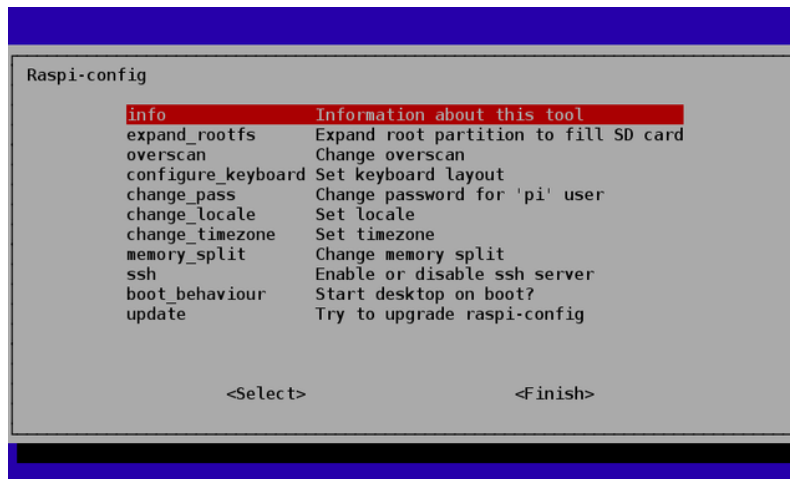 Raspi-config
info Information about this tool
expand_rootfs Expand root partition to fill SD card
overscan Change overscan
configure_keyboard Set keyboard layout
change_pass Change password for 'pi' user
change_locale Set locale
change_timezone Set timezone
memory_split Change memory split
ssh Enable or disable ssh server
boot_behaviour Start desktop on boot?
update Try to upgrade raspi-config
<Select> <Finish>